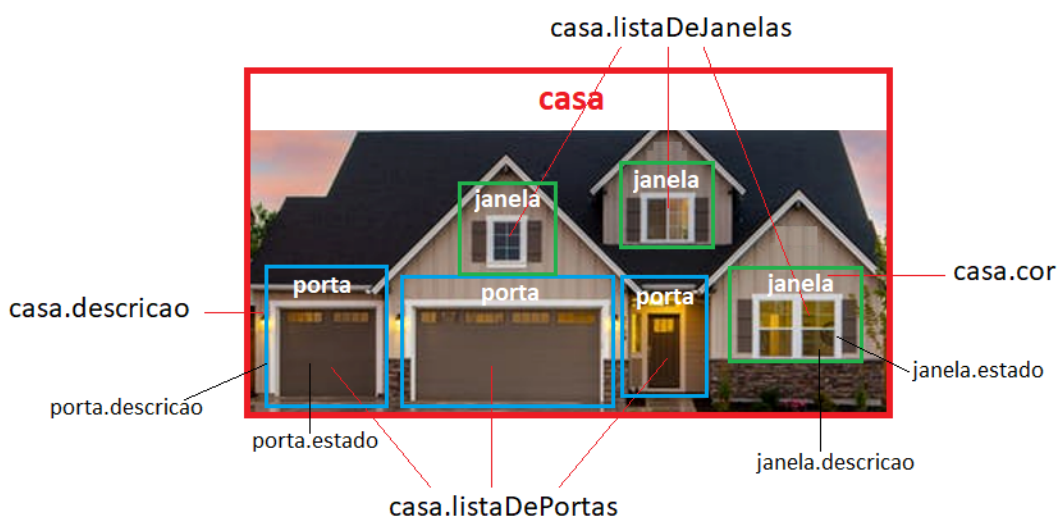 casa.listaDeJanelas
casa
janela
janela
porta
porta
porta
janela
casa.cor
casa.descricao
janela.estado
porta.descricao
porta.estado
janela.descricao
casa.listaDePortas